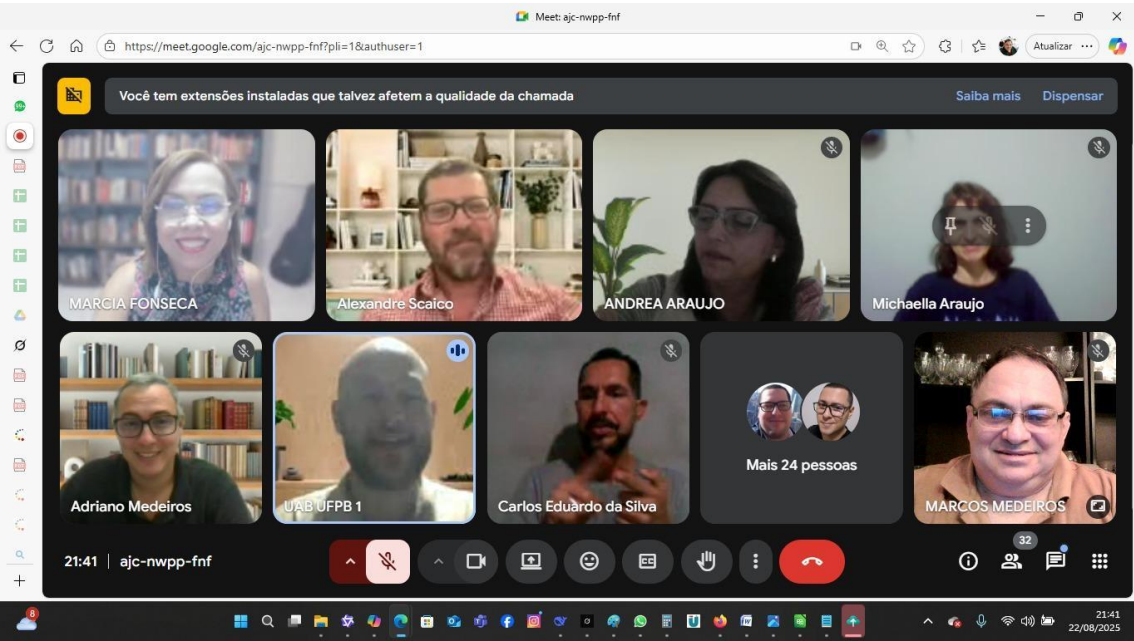 Meet: ajc-nwpp-fnf
https://meet.google.com/ajc-nwpp-fnf?pli=1&authuser=1
Atualizar
99+
Você tem extensões instaladas que talvez afetem a qualidade da chamada
Saiba mais Dispensar
MARCIA FONSECA
Alexandre Scaico
ANDREA ARAUJO
Michaella Araujo
Adriano Medeiros
UAB UFPB 1
Carlos Eduardo da Silva
Mais 24 pessoas
MARCOS MEDEIROS
21:41 | ajc-nwpp-fnf
32
8
21:41
22/08/2025